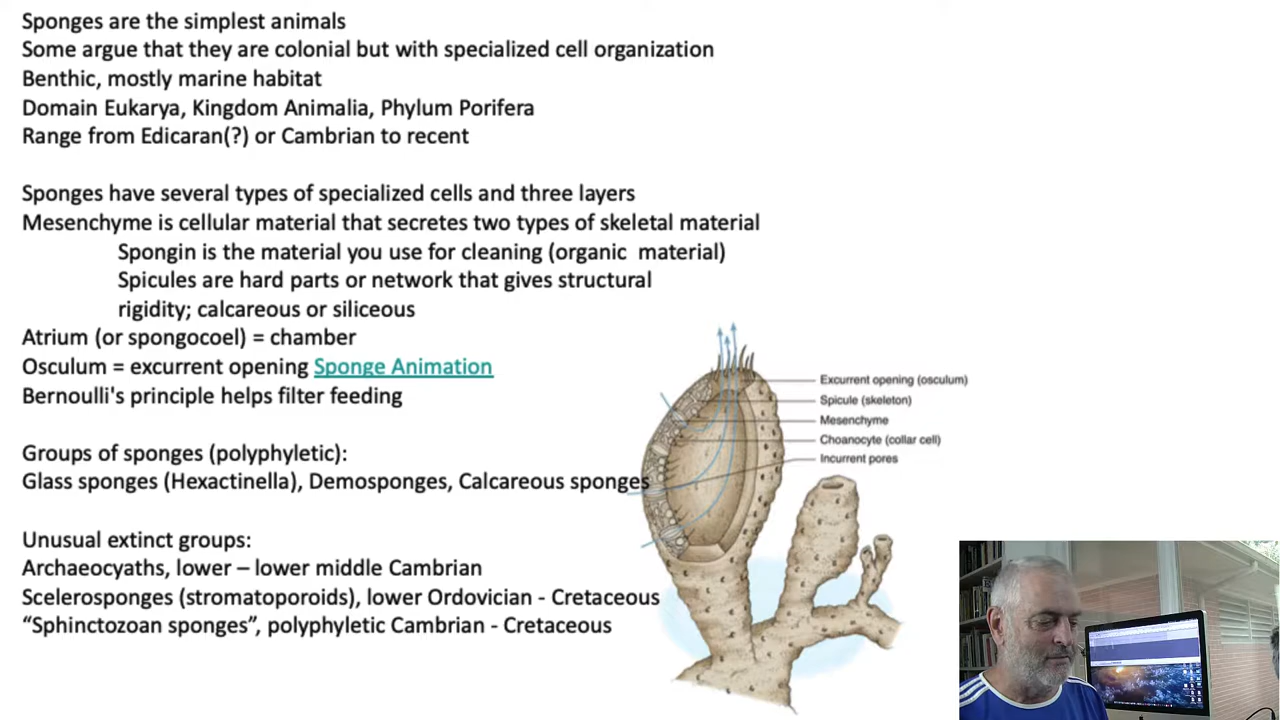 Sponges are the simplest animals
Some argue that they are colonial but with specialized cell organization
Benthic, mostly marine habitat
Domain Eukarya, Kingdom Animalia, Phylum Porifera
Range from Edicaran(?) or Cambrian to recent
Sponges have several types of specialized cells and three layers
Mesenchyme is cellular material that secretes two types of skeletal material
Spongin is the material you use for cleaning (organic material)
Spicules are hard parts or network that gives structural
rigidity; calcareous or siliceous
Atrium (or spongocoel) = chamber
Osculum = excurrent opening Sponge Animation
Bernoulli's principle helps filter feeding
Groups of sponges (polyphyletic):
Glass sponges (Hexactinella), Demosponges, Calcareous sponges
Unusual extinct groups:
Archaeocyaths, lower – lower middle Cambrian
Scelerosponges (stromatoporoids), lower Ordovician - Cretaceous
“Sphinctozoan sponges”, polyphyletic Cambrian - Cretaceous
Excurrent opening (osculum)
Spicule (skeleton)
Mesenchyme
Choanocyte (collar cell)
Incurrent pores